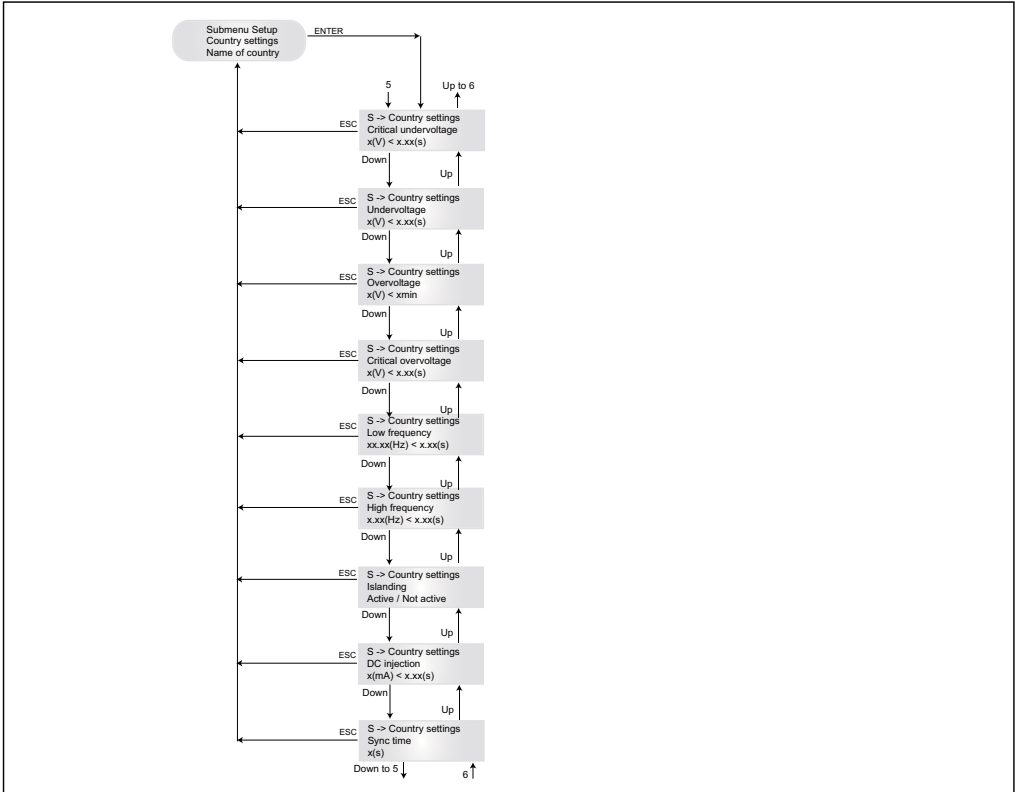 Submenu Setup
Country settings
Name of country
ENTER
5
Up to 6
ESC
S -> Country settings
Critical undervoltage
x(V) < x.xx(s)
Down
Up
ESC
S -> Country settings
Undervoltage
x(V) < x.xx(s)
Down
Up
ESC
S -> Country settings
Overvoltage
x(V) < xmin
Down
Up
ESC
S -> Country settings
Critical overvoltage
x(V) < x.xx(s)
Down
Up
ESC
S -> Country settings
Low frequency
xx.xx(Hz) < x.xx(s)
Down
Up
ESC
S -> Country settings
High frequency
x.xx(Hz) < x.xx(s)
Down
Up
ESC
S -> Country settings
Islanding
Active / Not active
Down
Up
ESC
S -> Country settings
DC injection
x(mA) < x.xx(s)
Down
Up
ESC
S -> Country settings
Sync time
x(s)
Down to 5
6